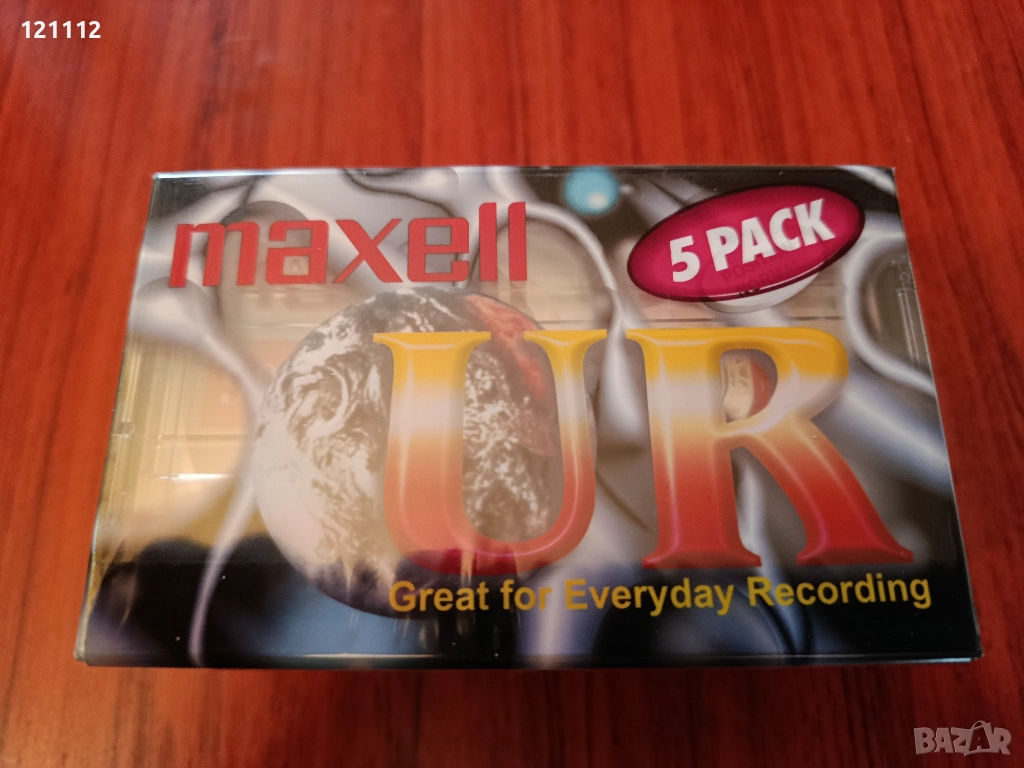 121112
maxell
5 PACK
UR
Great for Everyday Recording
BAZAR